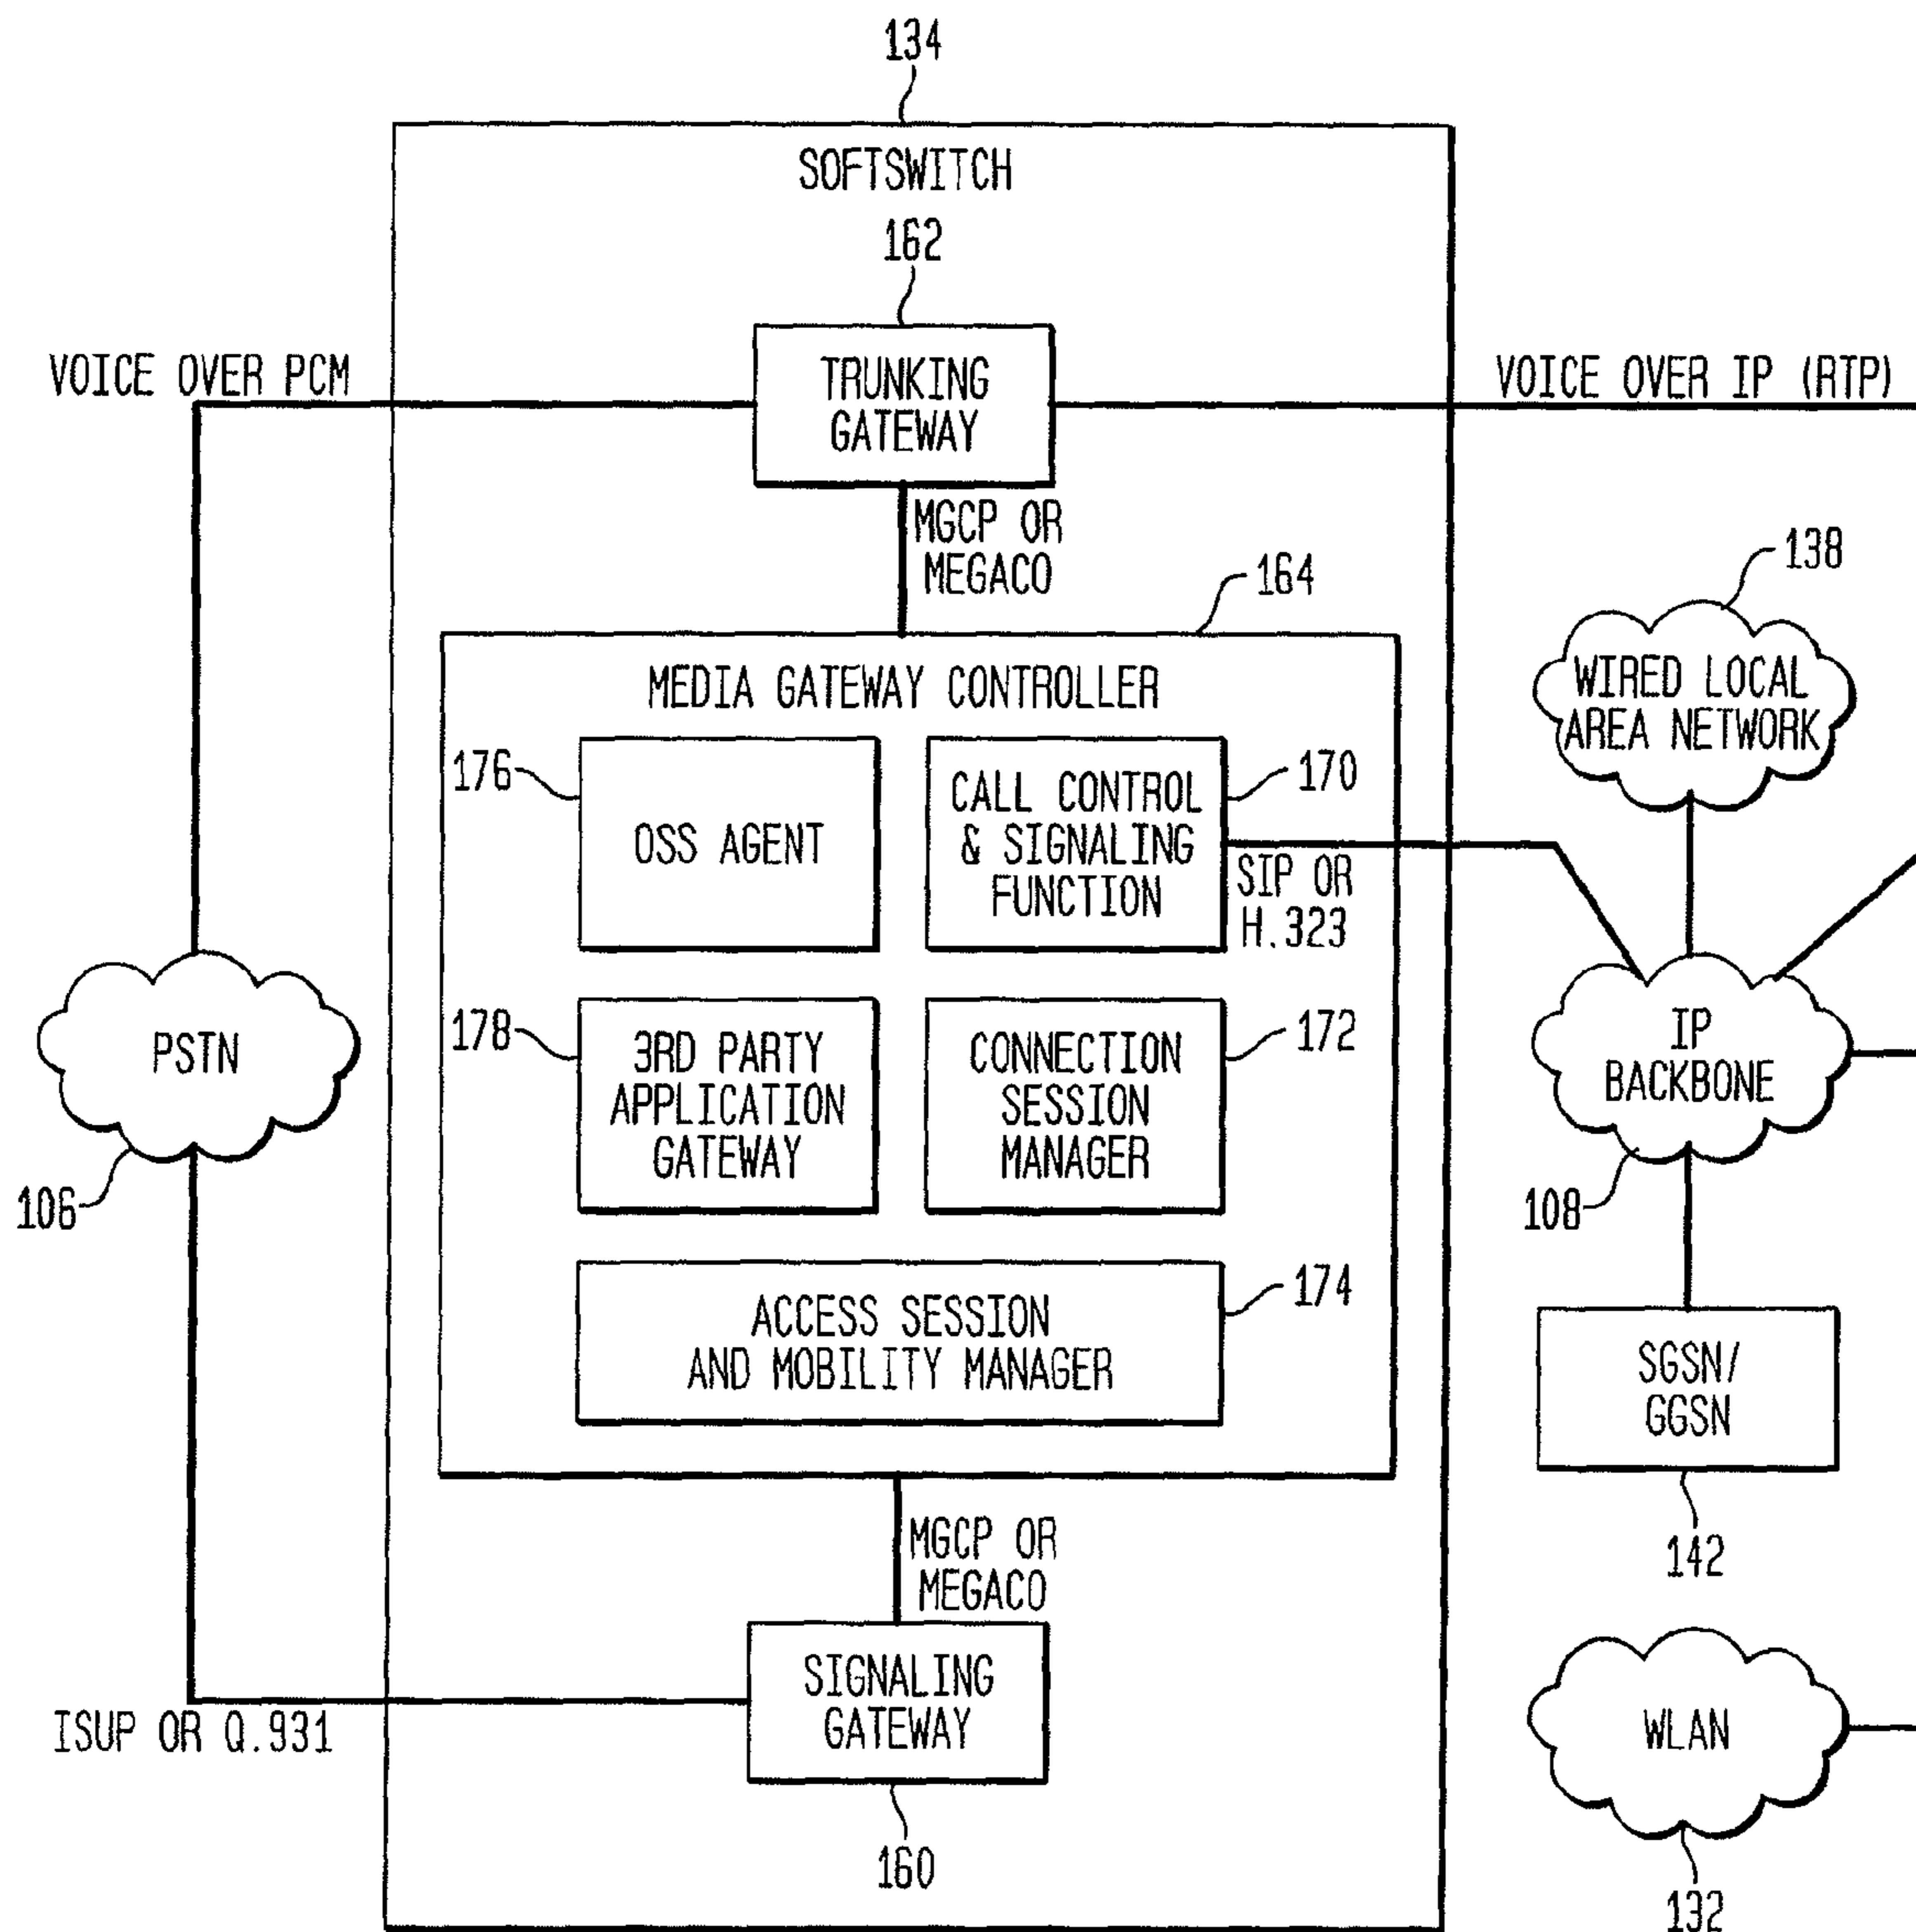 134
SOFTSWITCH
162
VOICE OVER PCM
TRUNKING
GATEWAY
VOICE OVER IP (RTP)
MGCP OR
MEGACO
138
164
WIRED LOCAL
AREA NETWORK
MEDIA GATEWAY CONTROLLER
176
OSS AGENT
CALL CONTROL
& SIGNALING
FUNCTION
170
SIP OR
H.323
PSTN
106
178
3RD PARTY
APPLICATION
GATEWAY
CONNECTION
SESSION
MANAGER
172
IP
BACKBONE
108
174
ACCESS SESSION
AND MOBILITY MANAGER
SGSN/
GGSN
142
MGCP OR
MEGACO
ISUP OR Q.931
SIGNALING
GATEWAY
160
WLAN
132